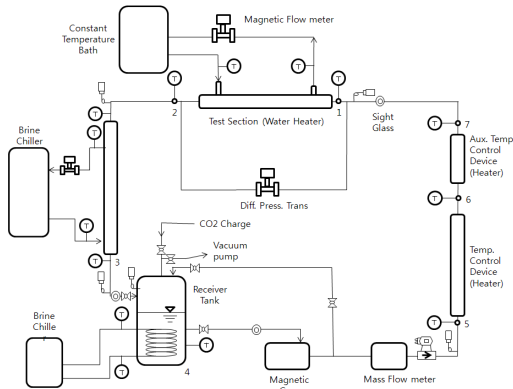 Constant
Temperature
Bath
Magnetic Flow meter
T
T
T
T
2
1
Test Section (Water Heater)
Sight
Glass
T
7
Aux. Temp
Control
Device
(Heater)
T
6
Temp.
Control
Device
(Heater)
T
5
Diff. Press. Trans
Brine
Chiller
T
T
T
T
3
CO2 Charge
Vacuum
pump
Receiver
Tank
Brine
Chille
r
T
T
T
4
Magnetic
Mass Flow meter